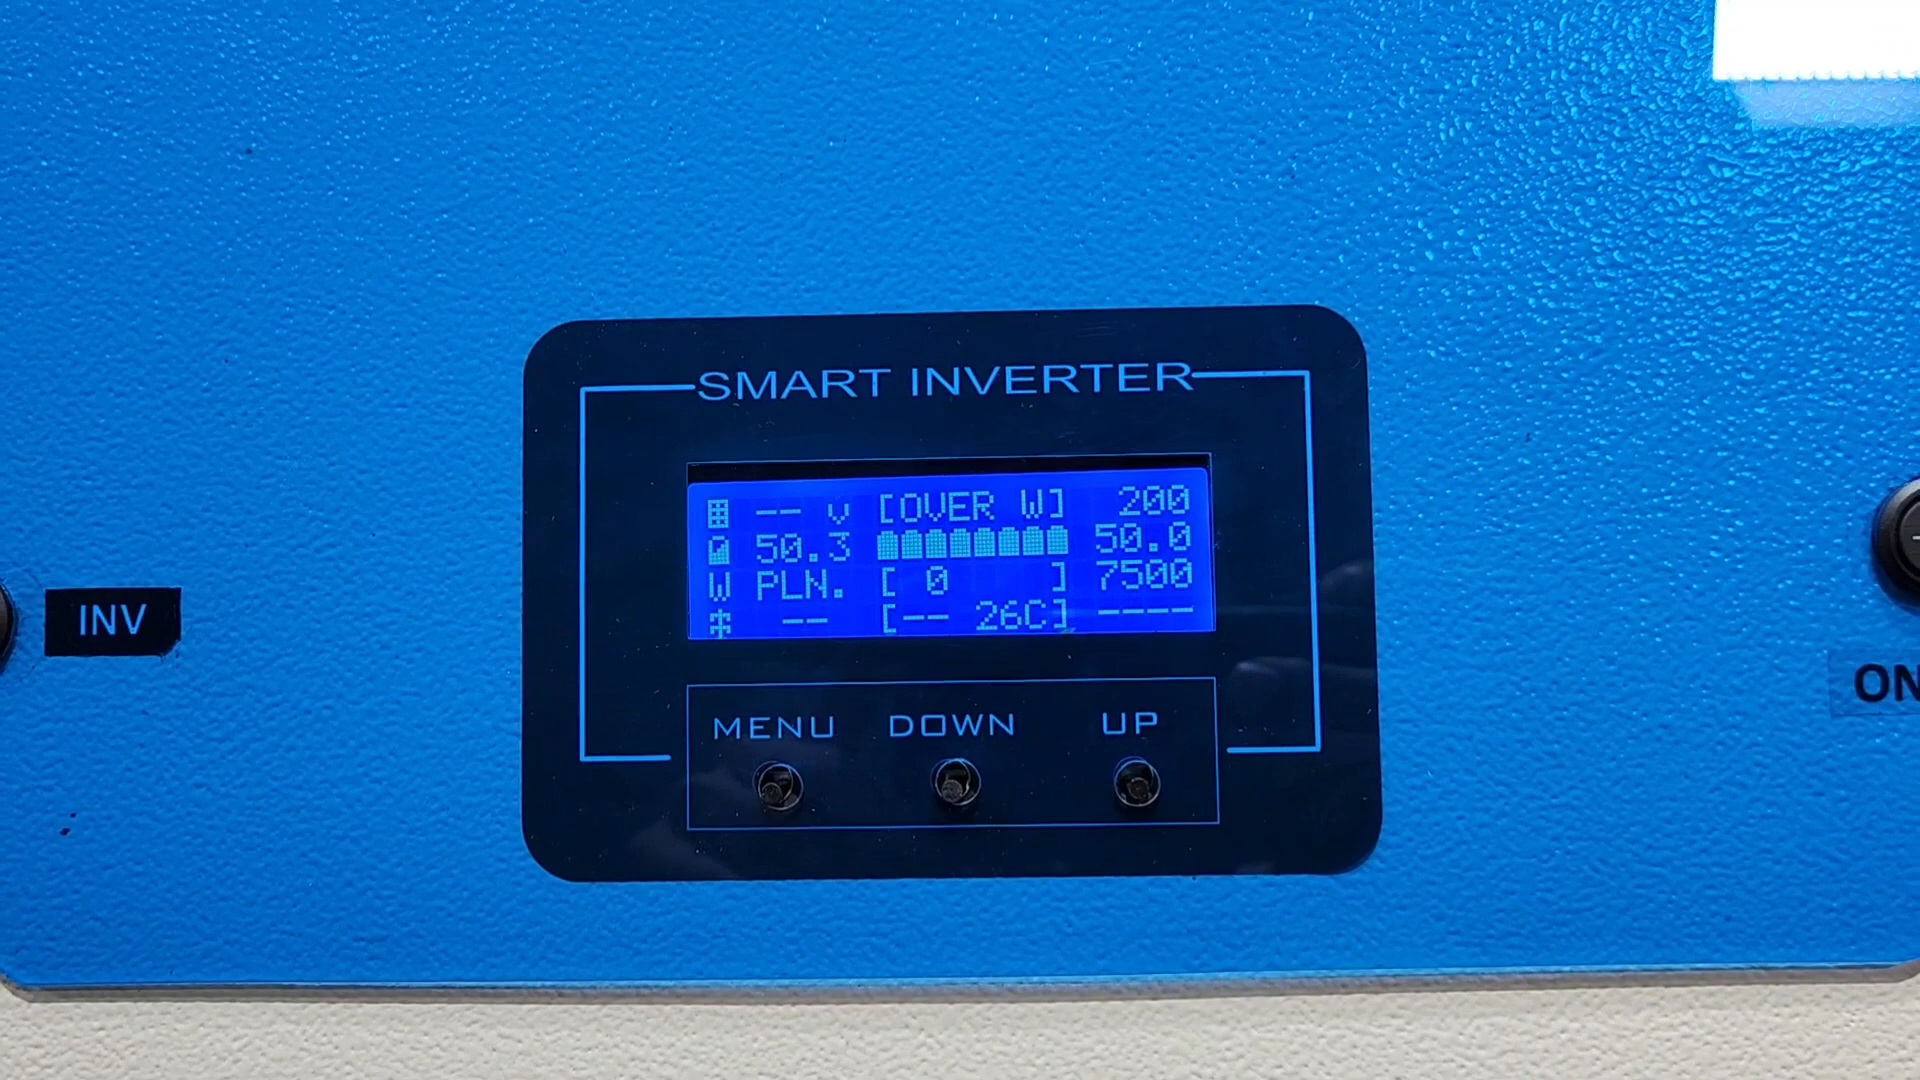 SMART INVERTER
-- v [OVER W] 200
50.3 50.0
W PLN. [ 0 ] 7500
-- [-- 26C] ----
INV
ON
MENU DOWN UP